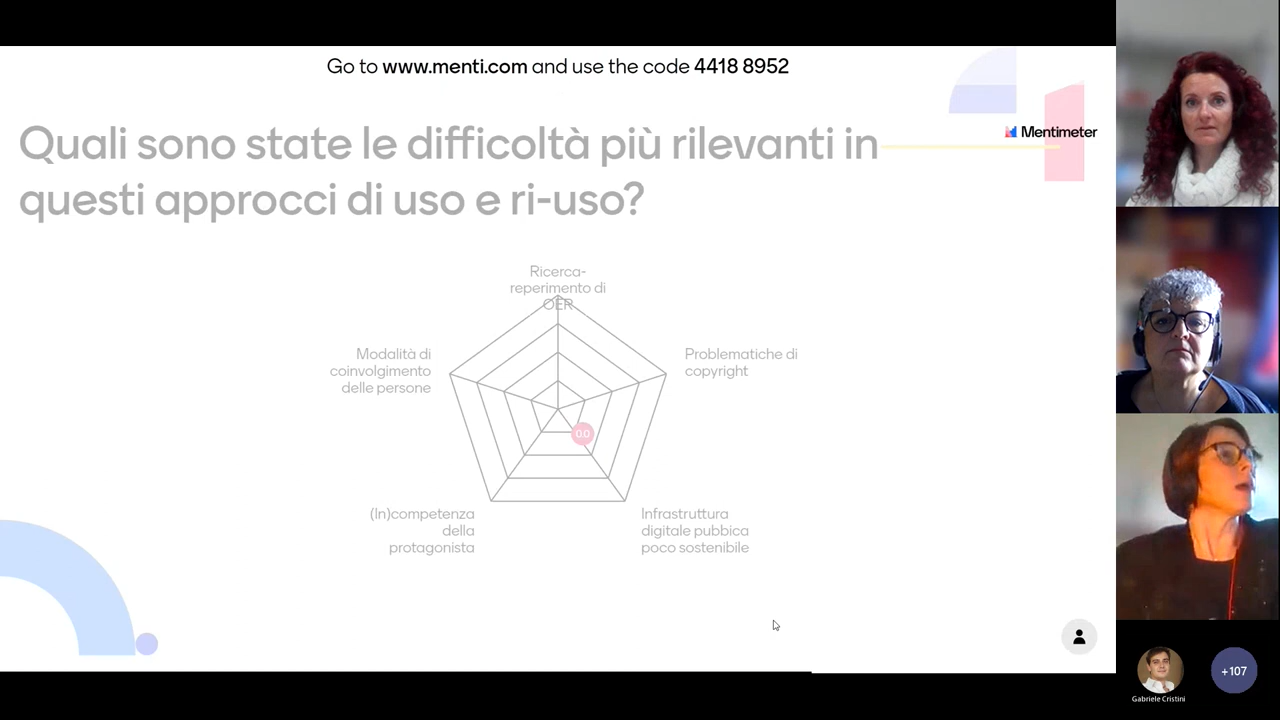 Go to www.menti.com and use the code 4418 8952
Mentimeter
Quali sono state le difficoltà più rilevanti in
questi approcci di uso e ri-uso?
Ricerca-
reperimento di
OER
Modalità di
coinvolgimento
delle persone
Problematiche di
copyright
0.0
(In)competenza
della
protagonista
Infrastruttura
digitale pubbica
poco sostenibile
Gabriele Cristini
+107